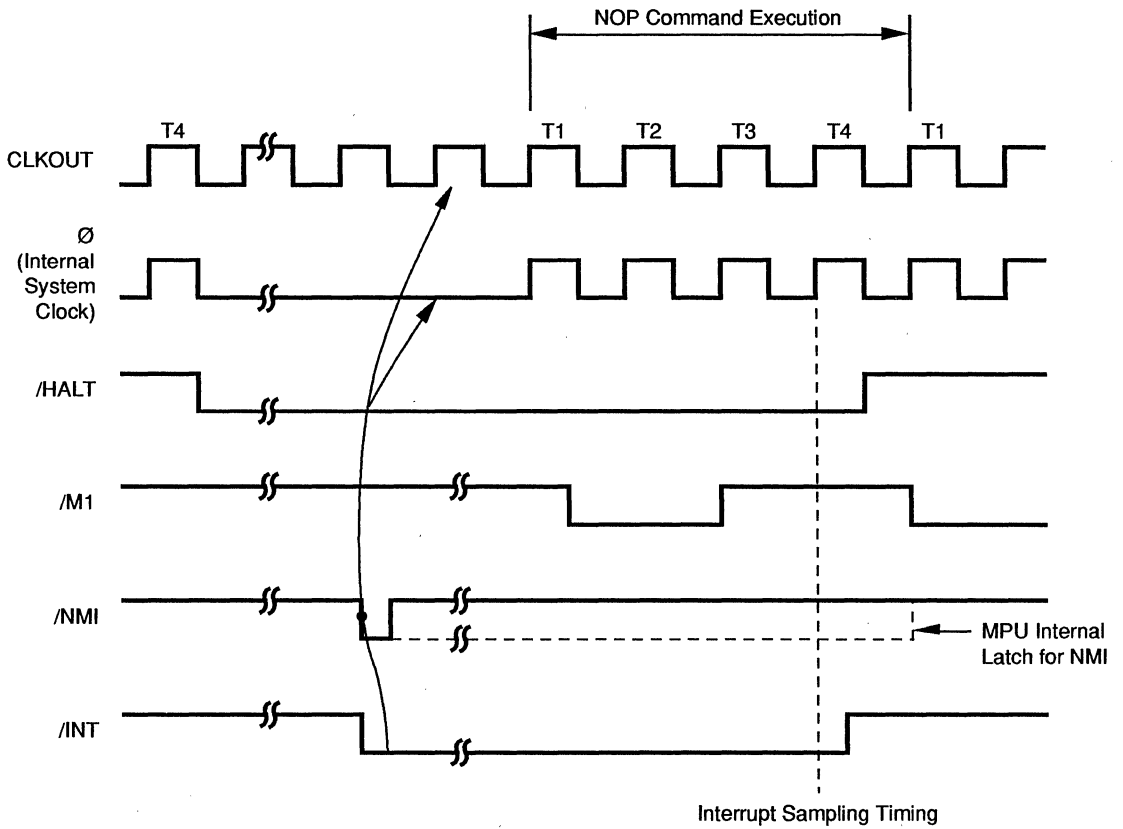 NOP Command Execution
T4 T1 T2 T3 T4 T1
CLKOUT
Ø
(Internal
System
Clock)
/HALT
/M1
/NMI
MPU Internal
Latch for NMI
/INT
Interrupt Sampling Timing